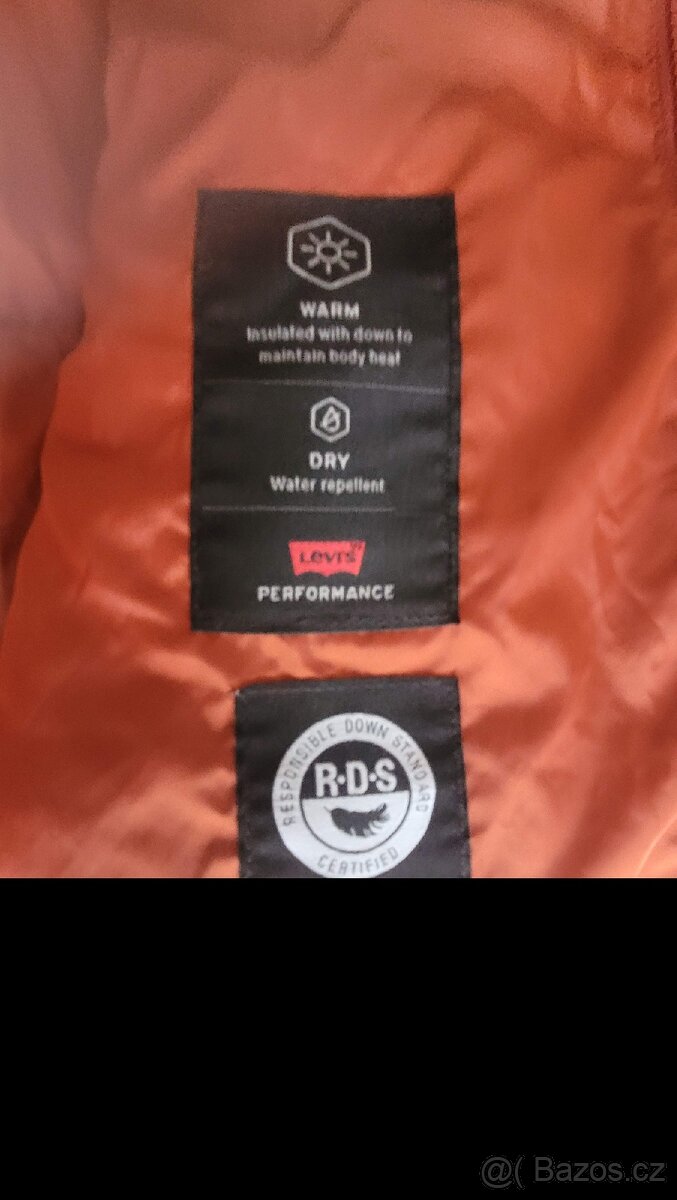 WARM
Insulated with down to
maintain body heat
DRY
Water repellent
Levi's
PERFORMANCE
RESPONSIBLE DOWN STANDARD
R·D·S
CERTIFIED
@( Bazos.cz